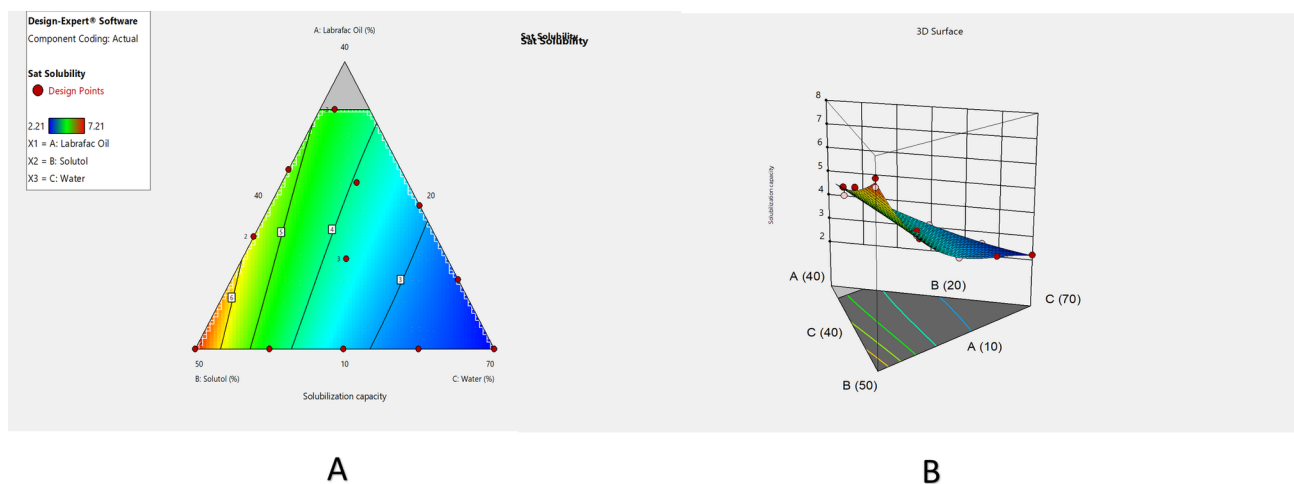 Design-Expert® Software
Component Coding: Actual
Sat Solubility
Design Points
2.21 7.21
X1 = A: Labrafac Oil
X2 = B: Solutol
X3 = C: Water
A: Labrafac Oil (%)
40
2
40
20
2
5
4
3
3
6
50
10
70
B: Solutol (%)
C: Water (%)
Solubilization capacity
Sat Solubility
Sat Solubility
3D Surface
8
7
6
5
4
3
2
Solubilization capacity
A (40)
B (20)
C (70)
C (40)
A (10)
B (50)
A
B